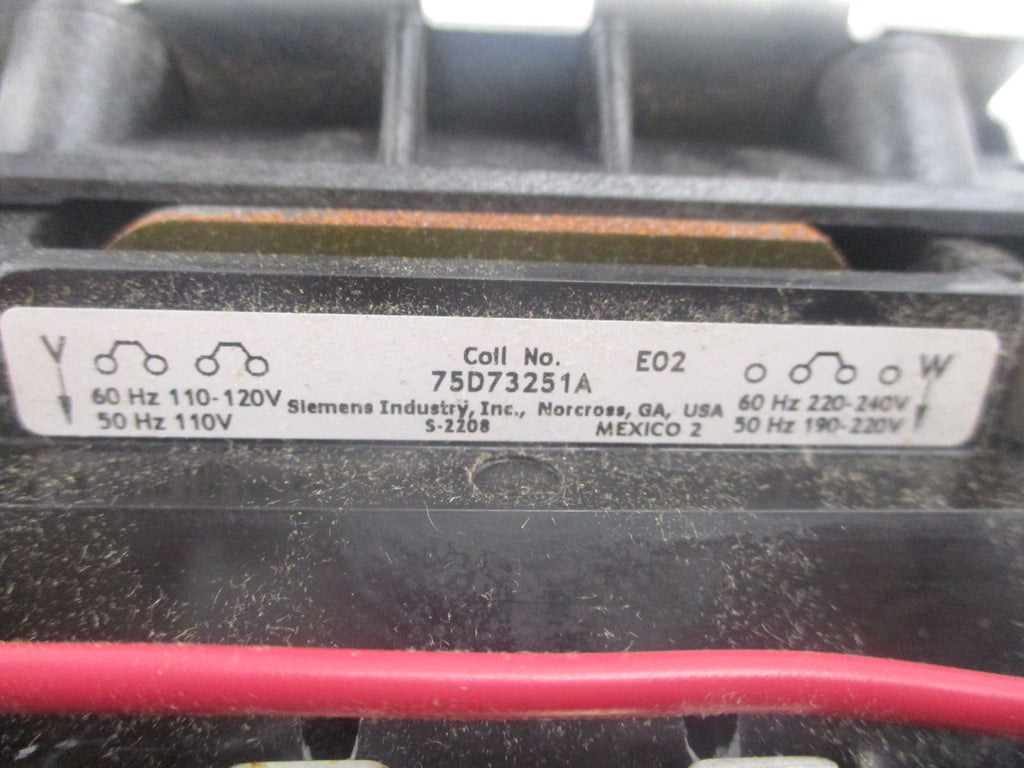 V
60 Hz 110-120V
50 Hz 110V
Coil No. E02
75D73251A
Siemens Industry, Inc., Norcross, GA, USA
S-2208 MEXICO 2
W
60 Hz 220-240V
50 Hz 190-220V